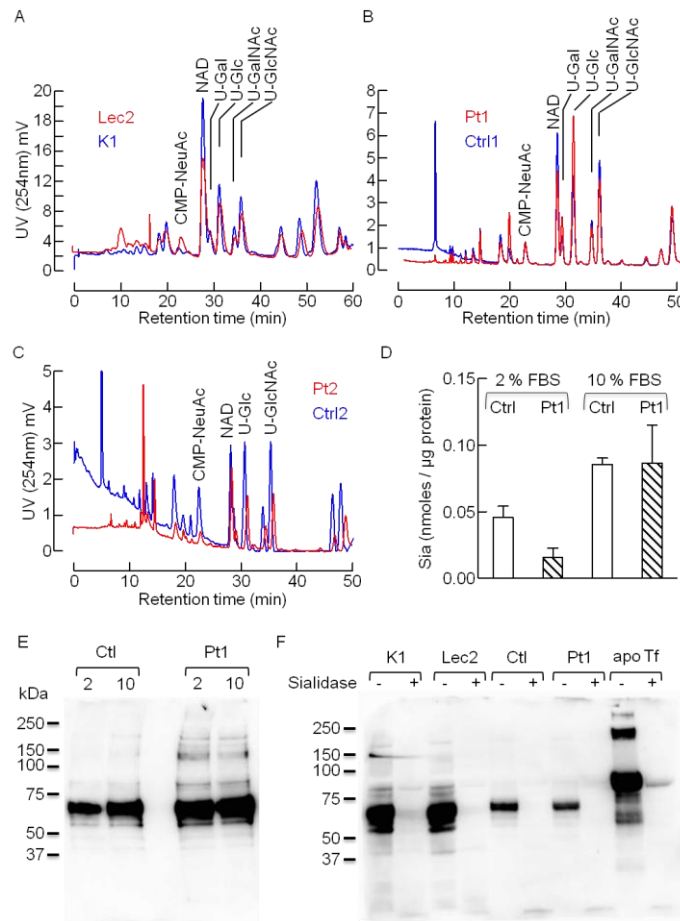 A
Lec2
K1
CMP-NeuAc
NAD
U-Gal
U-Glc
U-GalNAc
U-GlcNAc
UV (254nm) mV
20
16
12
8
4
0
0 10 20 30 40 50 60
Retention time (min)
B
Pt1
Ctrl1
CMP-NeuAc
NAD
U-Gal
U-Glc
U-GalNAc
U-GlcNAc
8
7
6
5
4
3
2
1
0
0 10 20 30 40 50
Retention time (min)
C
Pt2
Ctrl2
CMP-NeuAc
NAD
U-Glc
U-GlcNAc
UV (254nm) mV
5
4
3
2
1
0
0 10 20 30 40 50
Retention time (min)
D
2 % FBS 10 % FBS
Ctrl Pt1 Ctrl Pt1
Sia (nmoles / µg protein)
0.15
0.10
0.05
0.00
E
Ctl Pt1
2 10 2 10
kDa
250
150
100
75
50
37
F
K1 Lec2 Ctl Pt1 apo Tf
Sialidase - + - + - + - + - +
250
150
100
75
50
37